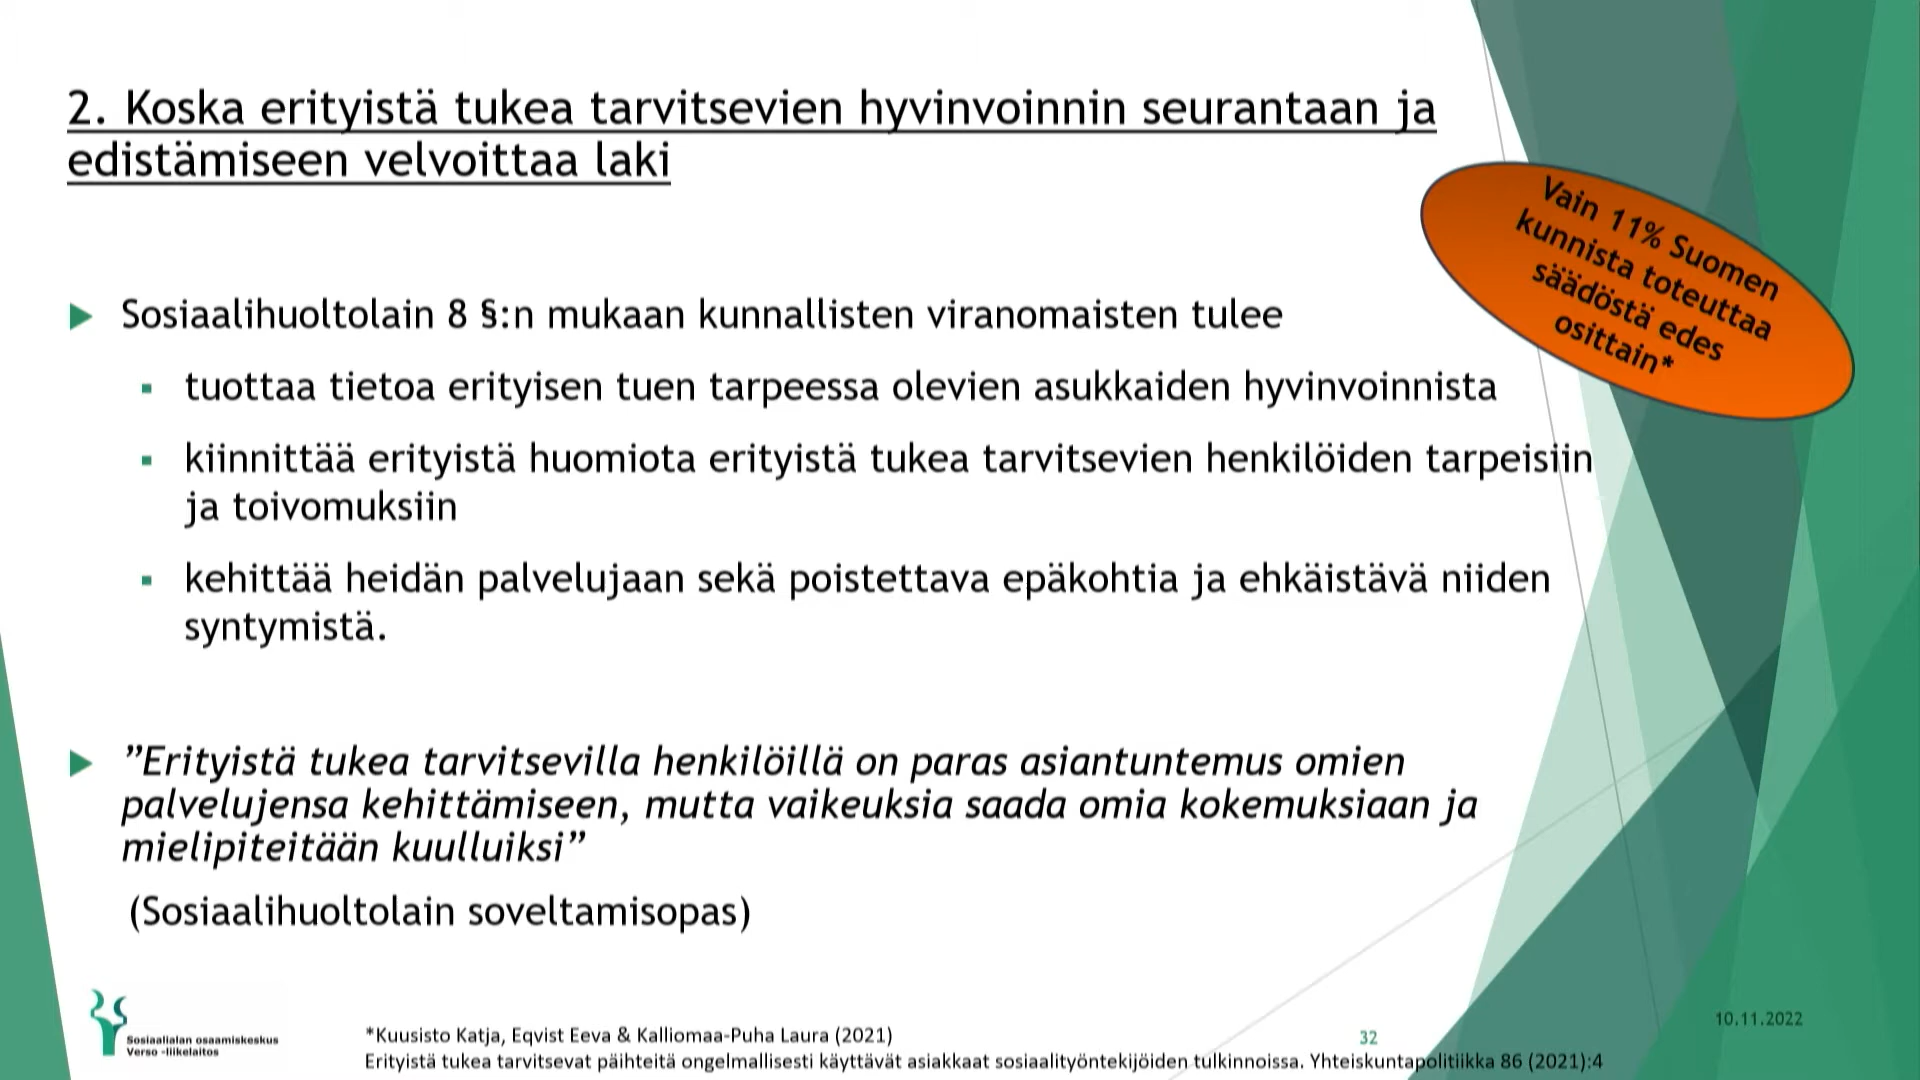 2. Koska erityistä tukea tarvitsevien hyvinvoinnin seurantaan ja
edistämiseen velvoittaa laki
Vain 11% Suomen
kunnista toteuttaa
säädöstä edes
osittain*
Sosiaalihuoltolain 8 §:n mukaan kunnallisten viranomaisten tulee
tuottaa tietoa erityisen tuen tarpeessa olevien asukkaiden hyvinvoinnista
kiinnittää erityistä huomiota erityistä tukea tarvitsevien henkilöiden tarpeisiin
ja toivomuksiin
kehittää heidän palvelujaan sekä poistettava epäkohtia ja ehkäistävä niiden
syntymistä.
”Erityistä tukea tarvitsevilla henkilöillä on paras asiantuntemus omien
palvelujensa kehittämiseen, mutta vaikeuksia saada omia kokemuksiaan ja
mielipiteitään kuulluiksi”
(Sosiaalihuoltolain soveltamisopas)
Sosiaalialan osaamiskeskus
Verso -liikelaitos
*Kuusisto Katja, Eqvist Eeva & Kalliomaa-Puha Laura (2021)
Erityistä tukea tarvitsevat päihteitä ongelmallisesti käyttävät asiakkaat sosiaalityöntekijöiden tulkinnoissa. Yhteiskuntapolitiikka 86 (2021):4
32
10.11.2022